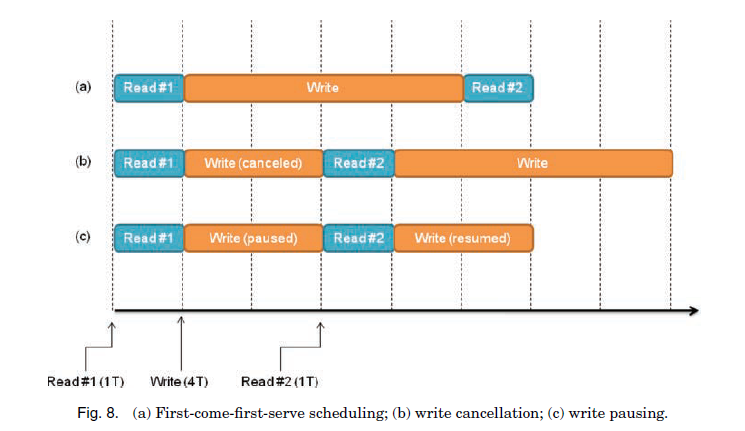 (a) Read#1 Write Read#2
(b) Read#1 Write(canceled) Read#2 Write
(c) Read#1 Write(paused) Read#2 Write(resumed)
Read#1(1T) Write(4T) Read#2(1T)
Fig. 8. (a) First-come-first-serve scheduling; (b) write cancellation; (c) write pausing.